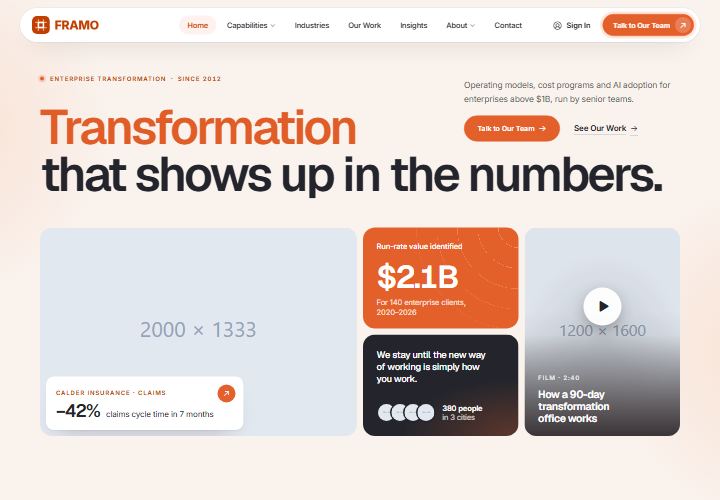 FRAMO
Home
Capabilities
Industries
Our Work
Insights
About
Contact
Sign In
Talk to Our Team
ENTERPRISE TRANSFORMATION · SINCE 2012
Transformation
that shows up in the numbers.
Operating models, cost programs and AI adoption for
enterprises above $1B, run by senior teams.
Talk to Our Team →
See Our Work →
2000 × 1333
CALDER INSURANCE · CLAIMS
−42% claims cycle time in 7 months
Run-rate value identified
$2.1B
For 140 enterprise clients,
2020–2026
We stay until the new way
of working is simply how
you work.
380 people
in 3 cities
1200 × 1600
FILM · 2:40
How a 90-day
transformation
office works